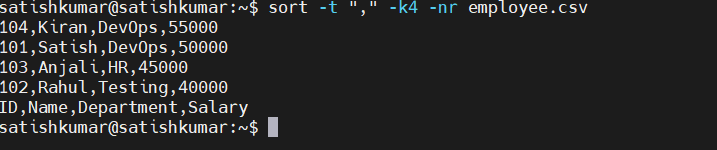 satishkumar@satishkumar:~$ sort -t "," -k4 -nr employee.csv
104,Kiran,DevOps,55000
101,Satish,DevOps,50000
103,Anjali,HR,45000
102,Rahul,Testing,40000
ID,Name,Department,Salary
satishkumar@satishkumar:~$